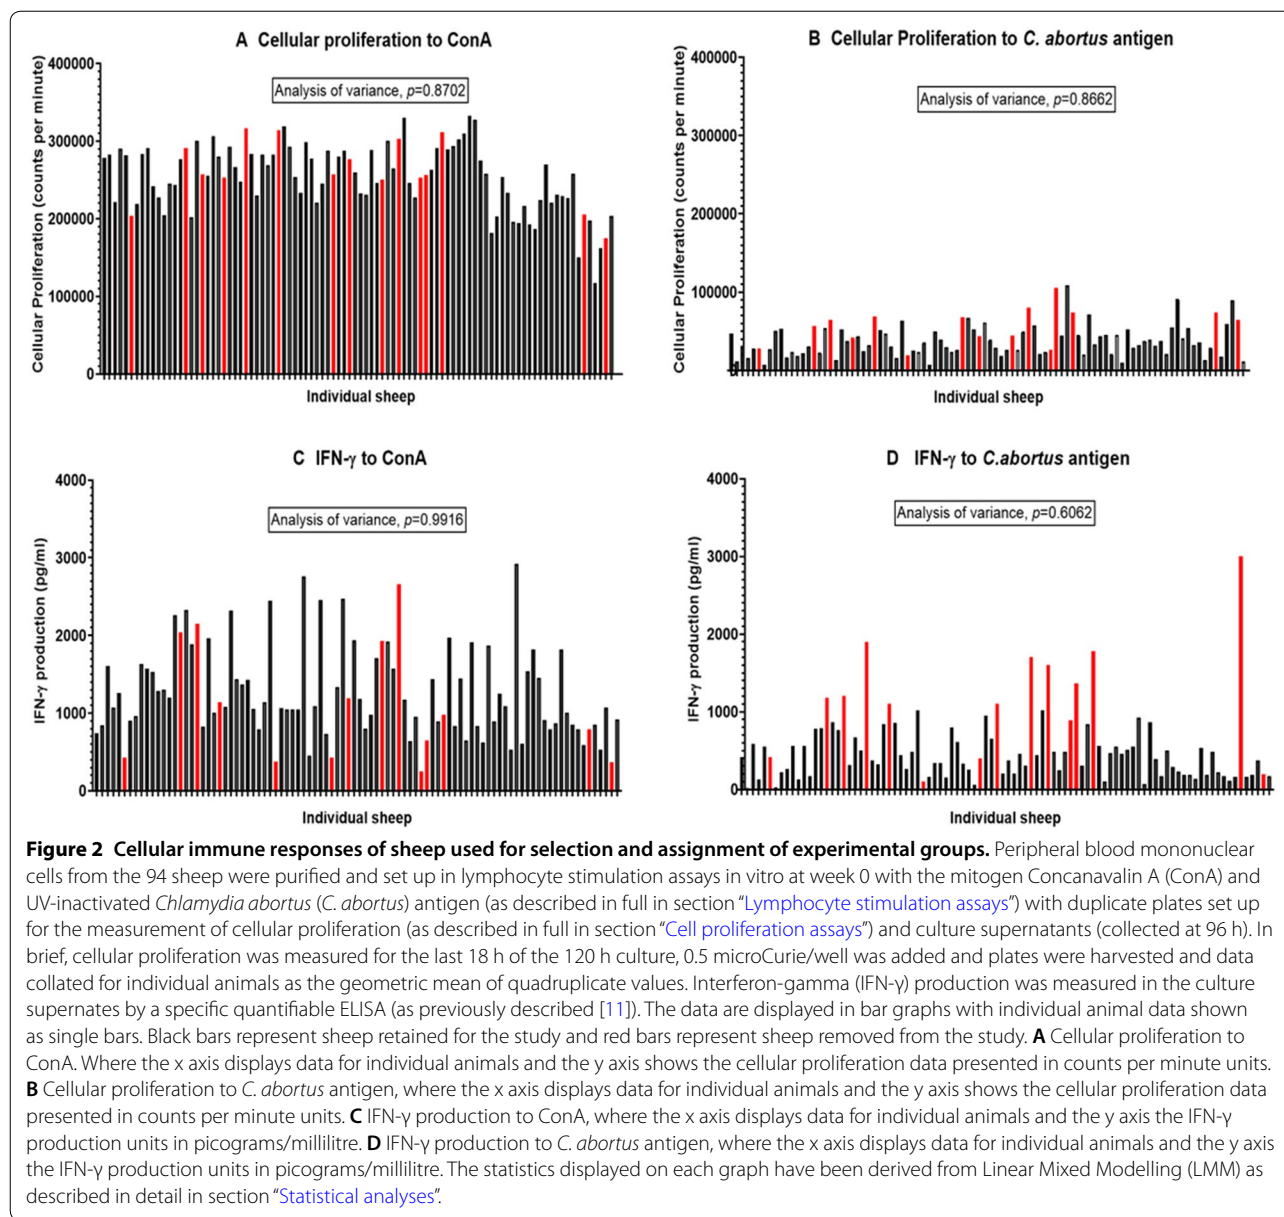 A Cellular proliferation to ConA
Cellular Proliferation (counts per minute)
400000
300000
200000
100000
0
Analysis of variance, p=0.8702
Individual sheep
B Cellular Proliferation to C. abortus antigen
Cellular Proliferation (counts per minute)
400000
300000
200000
100000
0
Analysis of variance, p=0.8662
Individual sheep
C IFN-γ to ConA
IFN-γ production (pg/ml)
4000
3000
2000
1000
0
Analysis of variance, p=0.9916
Individual sheep
D IFN-γ to C.abortus antigen
IFN-γ production (pg/ml)
4000
3000
2000
1000
0
Analysis of variance, p=0.6062
Individual sheep
Figure 2 Cellular immune responses of sheep used for selection and assignment of experimental groups. Peripheral blood mononuclear
cells from the 94 sheep were purified and set up in lymphocyte stimulation assays in vitro at week 0 with the mitogen Concanavalin A (ConA) and
UV-inactivated Chlamydia abortus (C. abortus) antigen (as described in full in section “Lymphocyte stimulation assays”) with duplicate plates set up
for the measurement of cellular proliferation (as described in full in section “Cell proliferation assays”) and culture supernatants (collected at 96 h). In
brief, cellular proliferation was measured for the last 18 h of the 120 h culture, 0.5 microCurie/well was added and plates were harvested and data
collated for individual animals as the geometric mean of quadruplicate values. Interferon-gamma (IFN-γ) production was measured in the culture
supernates by a specific quantifiable ELISA (as previously described [11]). The data are displayed in bar graphs with individual animal data shown
as single bars. Black bars represent sheep retained for the study and red bars represent sheep removed from the study. A Cellular proliferation to
ConA. Where the x axis displays data for individual animals and the y axis shows the cellular proliferation data presented in counts per minute units.
B Cellular proliferation to C. abortus antigen, where the x axis displays data for individual animals and the y axis shows the cellular proliferation data
presented in counts per minute units. C IFN-γ production to ConA, where the x axis displays data for individual animals and the y axis the IFN-γ
production units in picograms/millilitre. D IFN-γ production to C. abortus antigen, where the x axis displays data for individual animals and the y axis
the IFN-γ production units in picograms/millilitre. The statistics displayed on each graph have been derived from Linear Mixed Modelling (LMM) as
described in detail in section “Statistical analyses”.